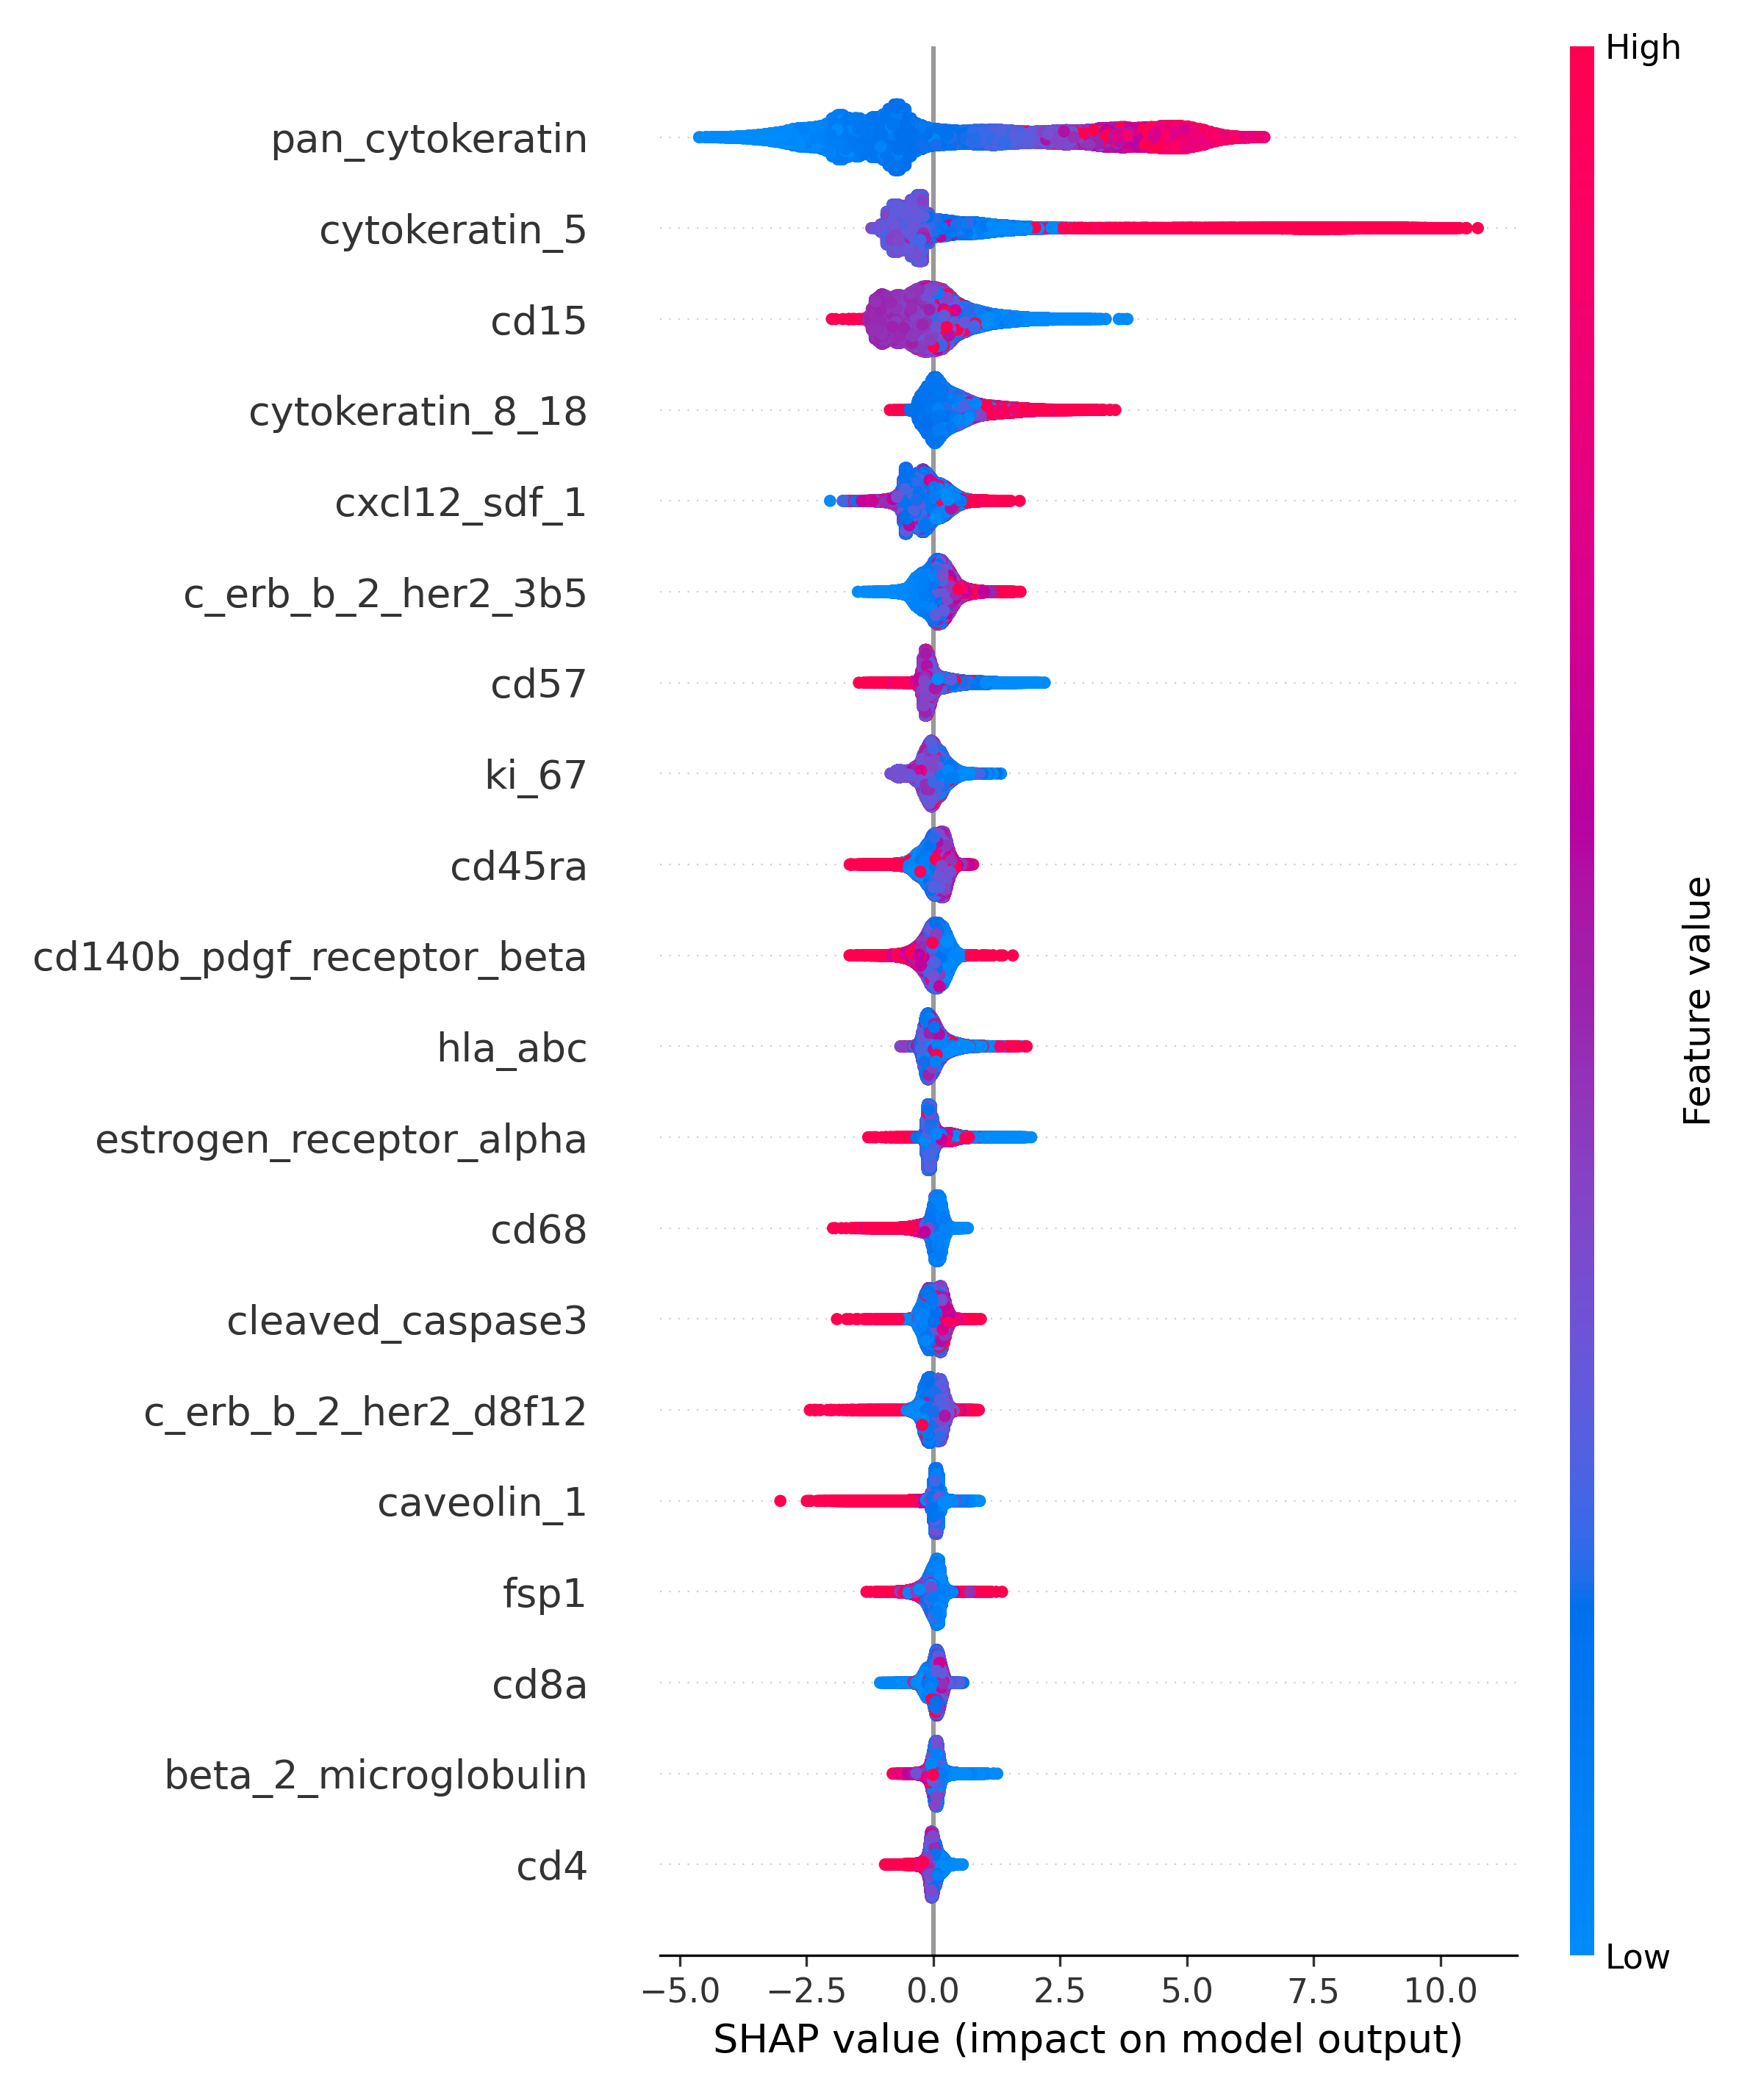 High
pan_cytokeratin
cytokeratin_5
cd15
cytokeratin_8_18
cxcl12_sdf_1
c_erb_b_2_her2_3b5
cd57
ki_67
cd45ra
cd140b_pdgf_receptor_beta
hla_abc
estrogen_receptor_alpha
cd68
cleaved_caspase3
c_erb_b_2_her2_d8f12
caveolin_1
fsp1
cd8a
beta_2_microglobulin
cd4
Feature value
Low
−5.0 −2.5 0.0 2.5 5.0 7.5 10.0
SHAP value (impact on model output)